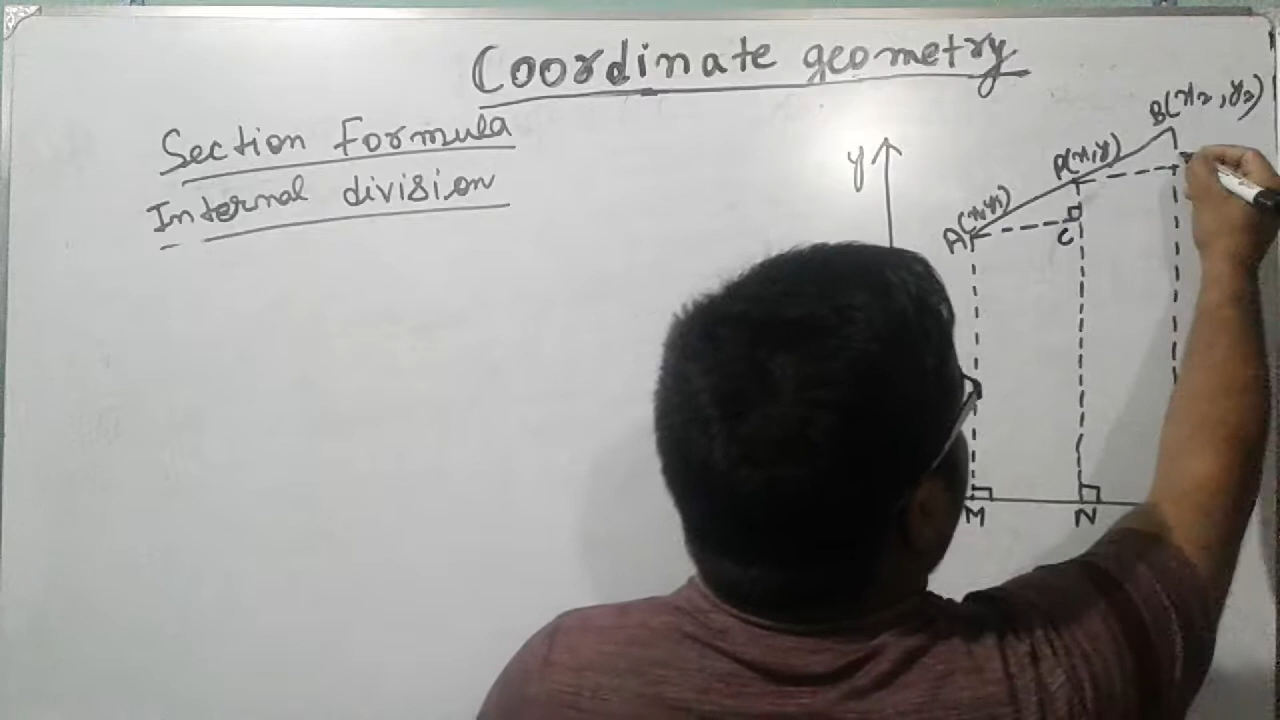 Coordinate geometry
Section Formula
Internal division
y
B(x2, y2)
P(x,y)
A(x1,y1)
C
M
N